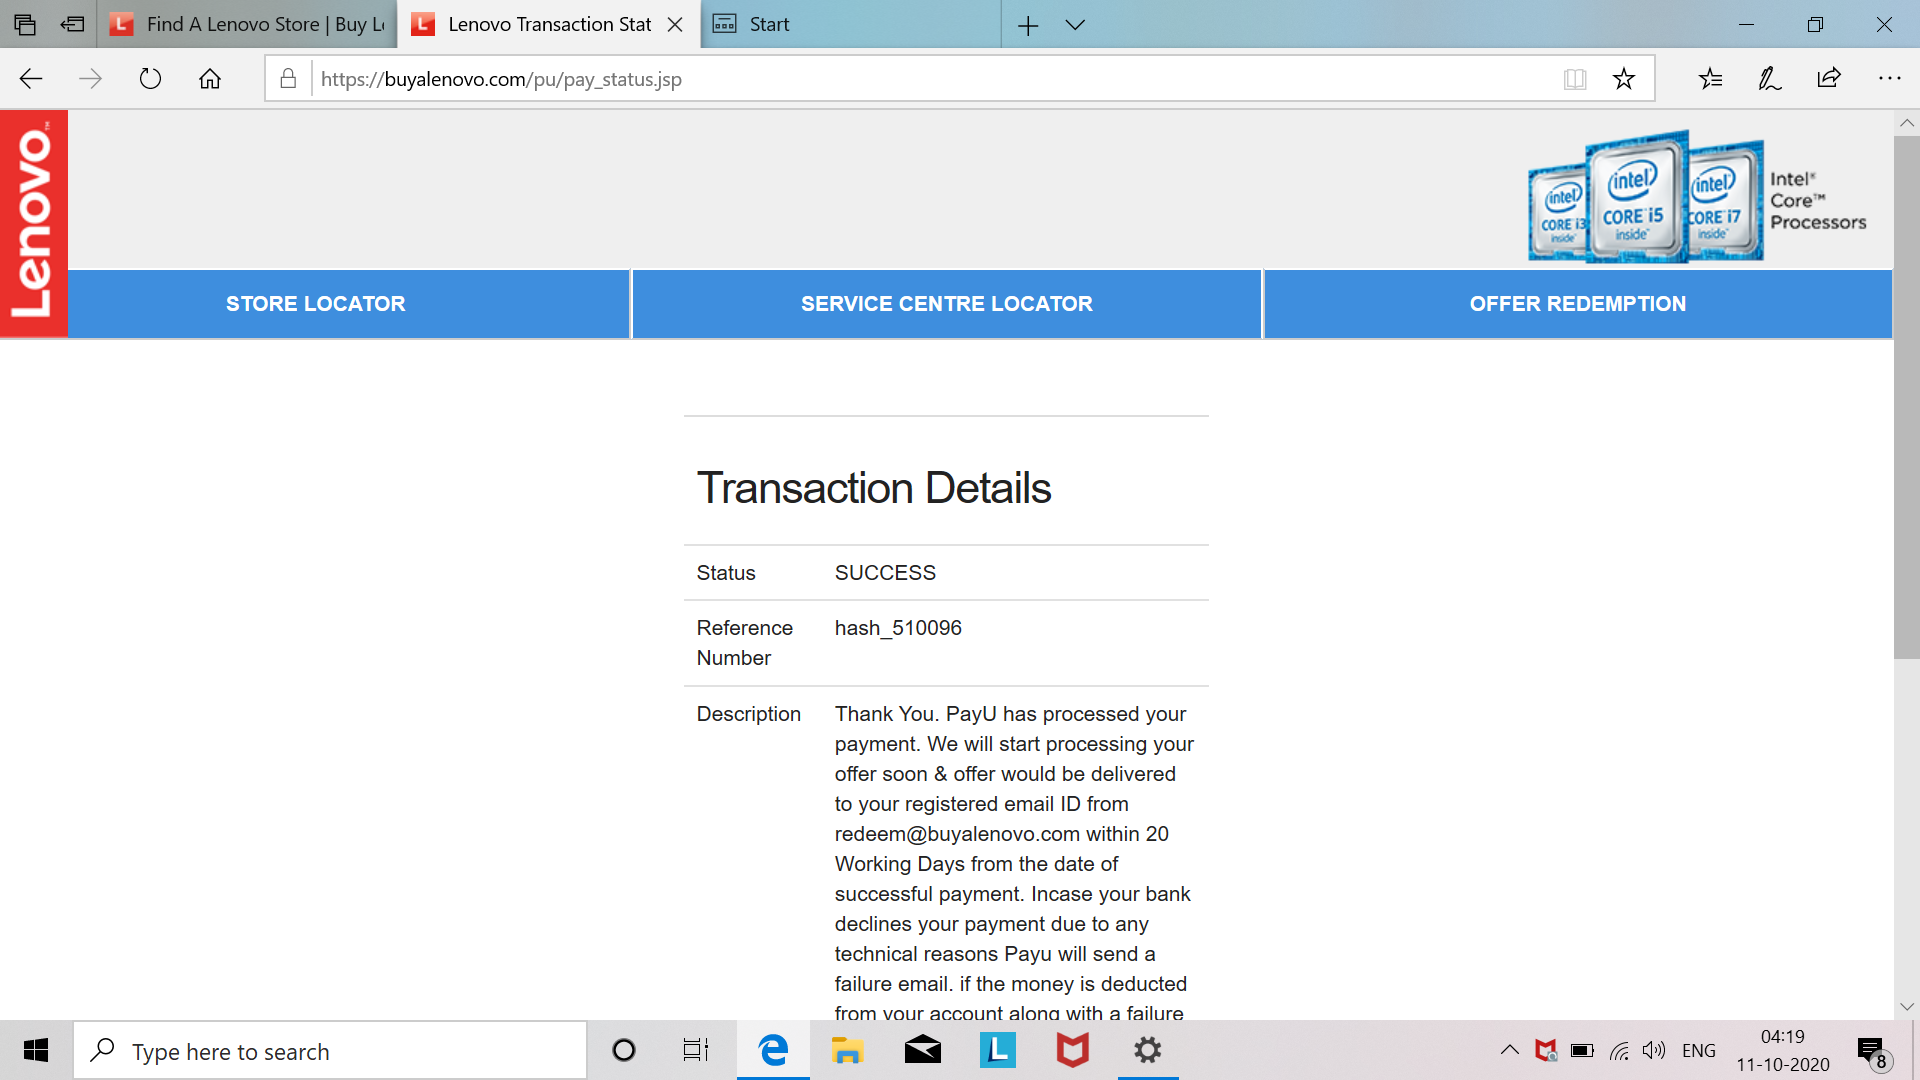 Find A Lenovo Store | Buy Le
Lenovo Transaction Stat
Start
https://buyalenovo.com/pu/pay_status.jsp
Lenovo™
intel
CORE i3
inside
intel
CORE i5
inside
intel
CORE i7
inside
Intel®
Core™
Processors
STORE LOCATOR
SERVICE CENTRE LOCATOR
OFFER REDEMPTION
Transaction Details
Status SUCCESS
Reference hash_510096
Number
Description Thank You. PayU has processed your
payment. We will start processing your
offer soon & offer would be delivered
to your registered email ID from
redeem@buyalenovo.com within 20
Working Days from the date of
successful payment. Incase your bank
declines your payment due to any
technical reasons Payu will send a
failure email. if the money is deducted
from your account along with a failure
Type here to search
L
ENG
04:19
11-10-2020
8